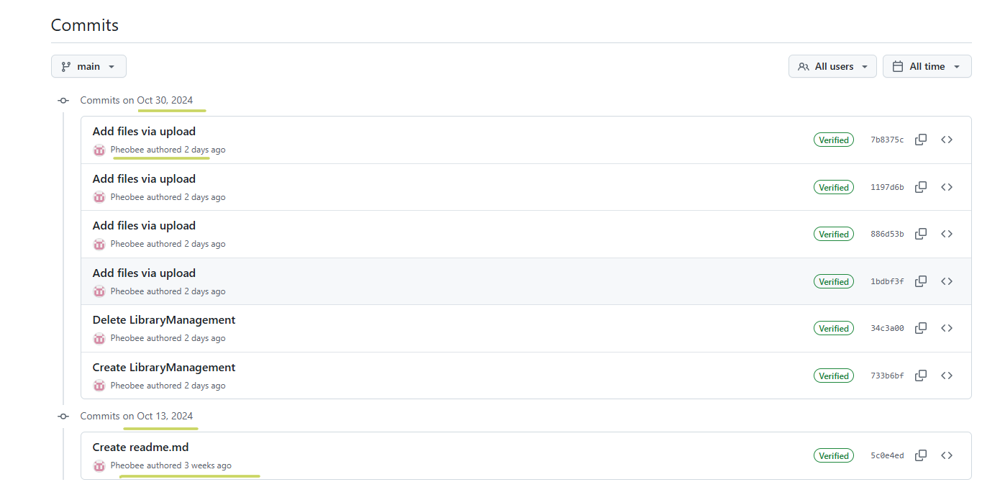 Commits
main
All users
All time
Commits on Oct 30, 2024
Add files via upload
Pheobee authored 2 days ago
Verified
7b8375c
Add files via upload
Pheobee authored 2 days ago
Verified
1197d6b
Add files via upload
Pheobee authored 2 days ago
Verified
886d53b
Add files via upload
Pheobee authored 2 days ago
Verified
1bdbf3f
Delete LibraryManagement
Pheobee authored 2 days ago
Verified
34c3a00
Create LibraryManagement
Pheobee authored 2 days ago
Verified
733b6bf
Commits on Oct 13, 2024
Create readme.md
Pheobee authored 3 weeks ago
Verified
5c0e4ed